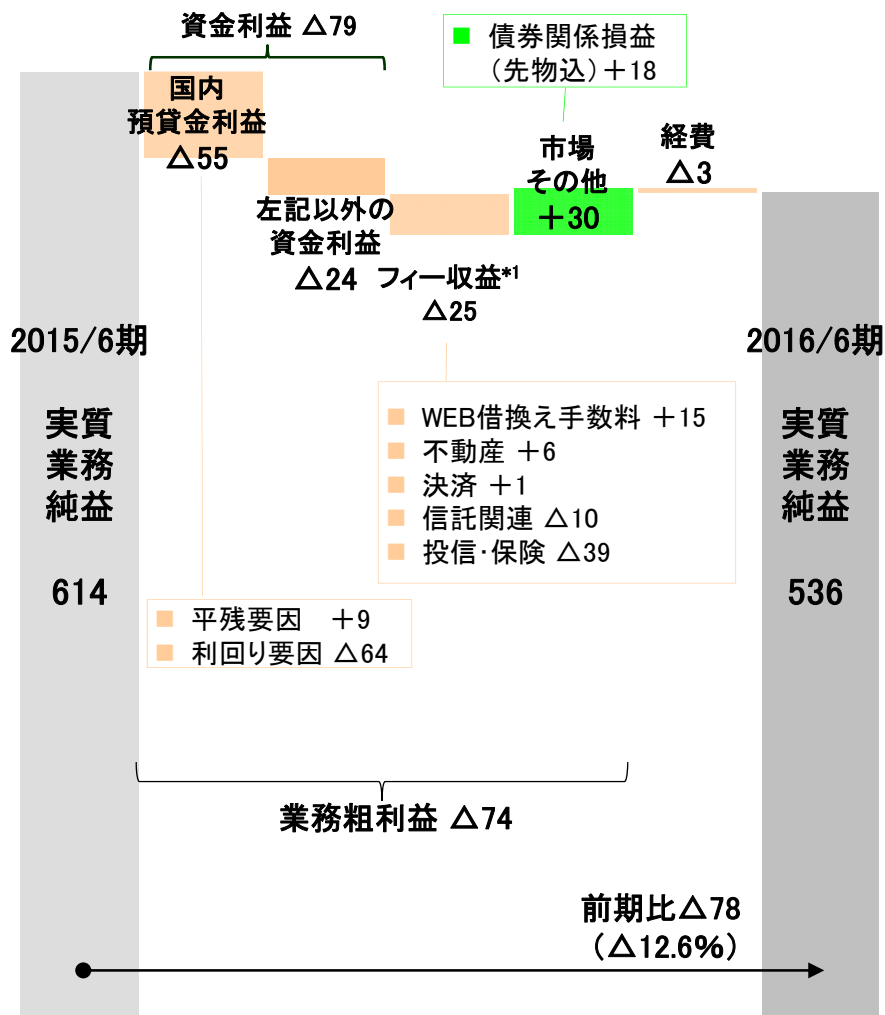 資金利益 △79
■ 債券関係損益
（先物込）＋18
国内
預貸金利益
△55
市場
その他
＋30
経費
△3
左記以外の
資金利益
△24
フィー収益*1
△25
2015/6期
実質
業務
純益
614
2016/6期
実質
業務
純益
536
■ WEB借換え手数料 ＋15
■ 不動産 ＋6
■ 決済 ＋1
■ 信託関連 △10
■ 投信・保険 △39
■ 平残要因 ＋9
■ 利回り要因 △64
業務粗利益 △74
前期比△78
（△12.6％）